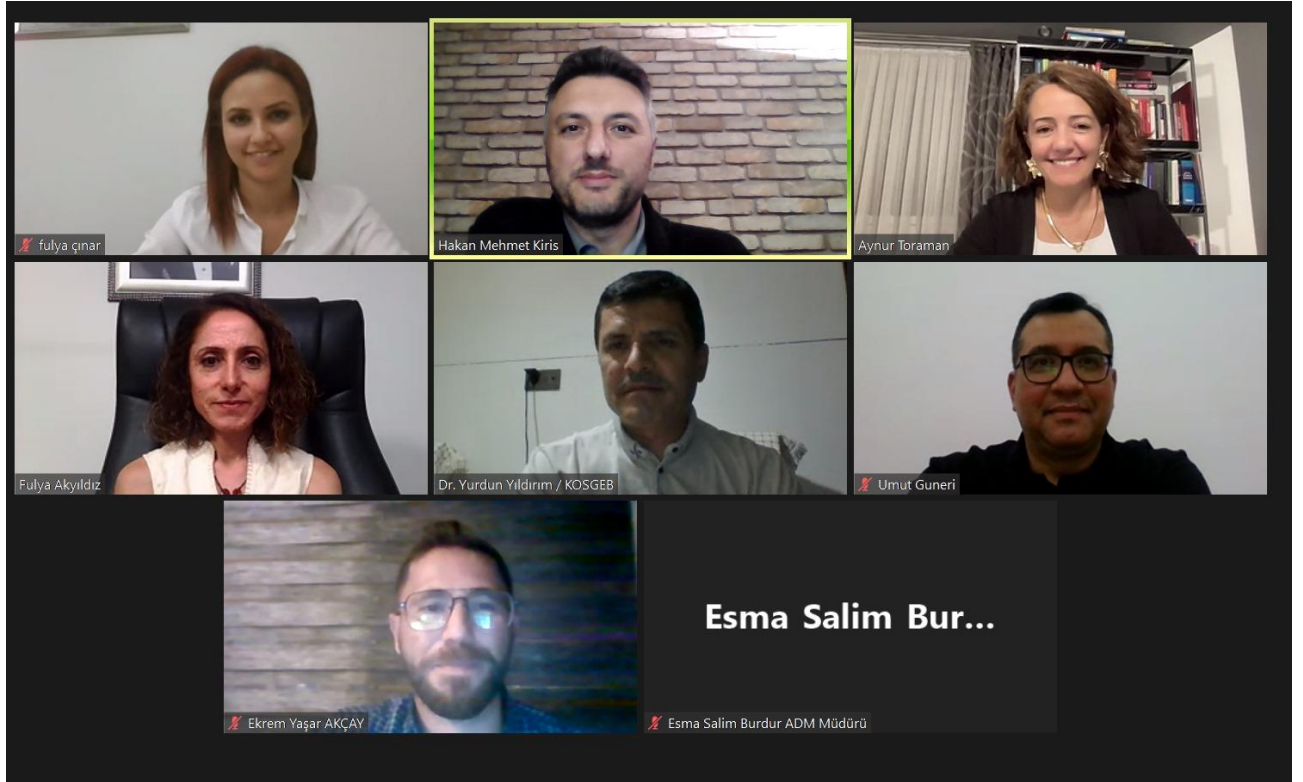 fulya çınar
Hakan Mehmet Kiris
Aynur Toraman
Fulya Akyıldız
Dr. Yurdun Yıldırım / KOSGEB
Umut Guneri
Ekrem Yaşar AKÇAY
Esma Salim Bur...
Esma Salim Burdur ADM Müdürü